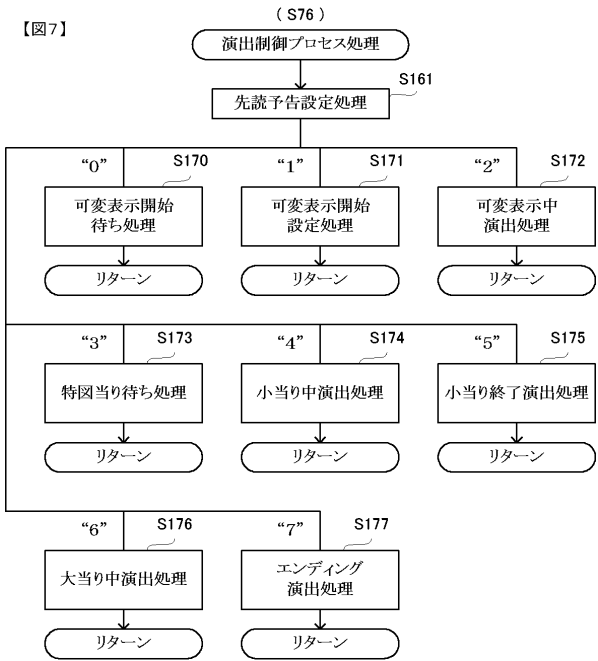 【図7】
(S76)
演出制御プロセス処理
S161
先読予告設定処理
“0”
S170
“1”
S171
“2”
S172
可変表示開始
待ち処理
可変表示開始
設定処理
可変表示中
演出処理
リターン
リターン
リターン
“3”
S173
“4”
S174
“5”
S175
特図当り待ち処理
小当り中演出処理
小当り終了演出処理
リターン
リターン
リターン
“6”
S176
“7”
S177
大当り中演出処理
エンディング
演出処理
リターン
リターン